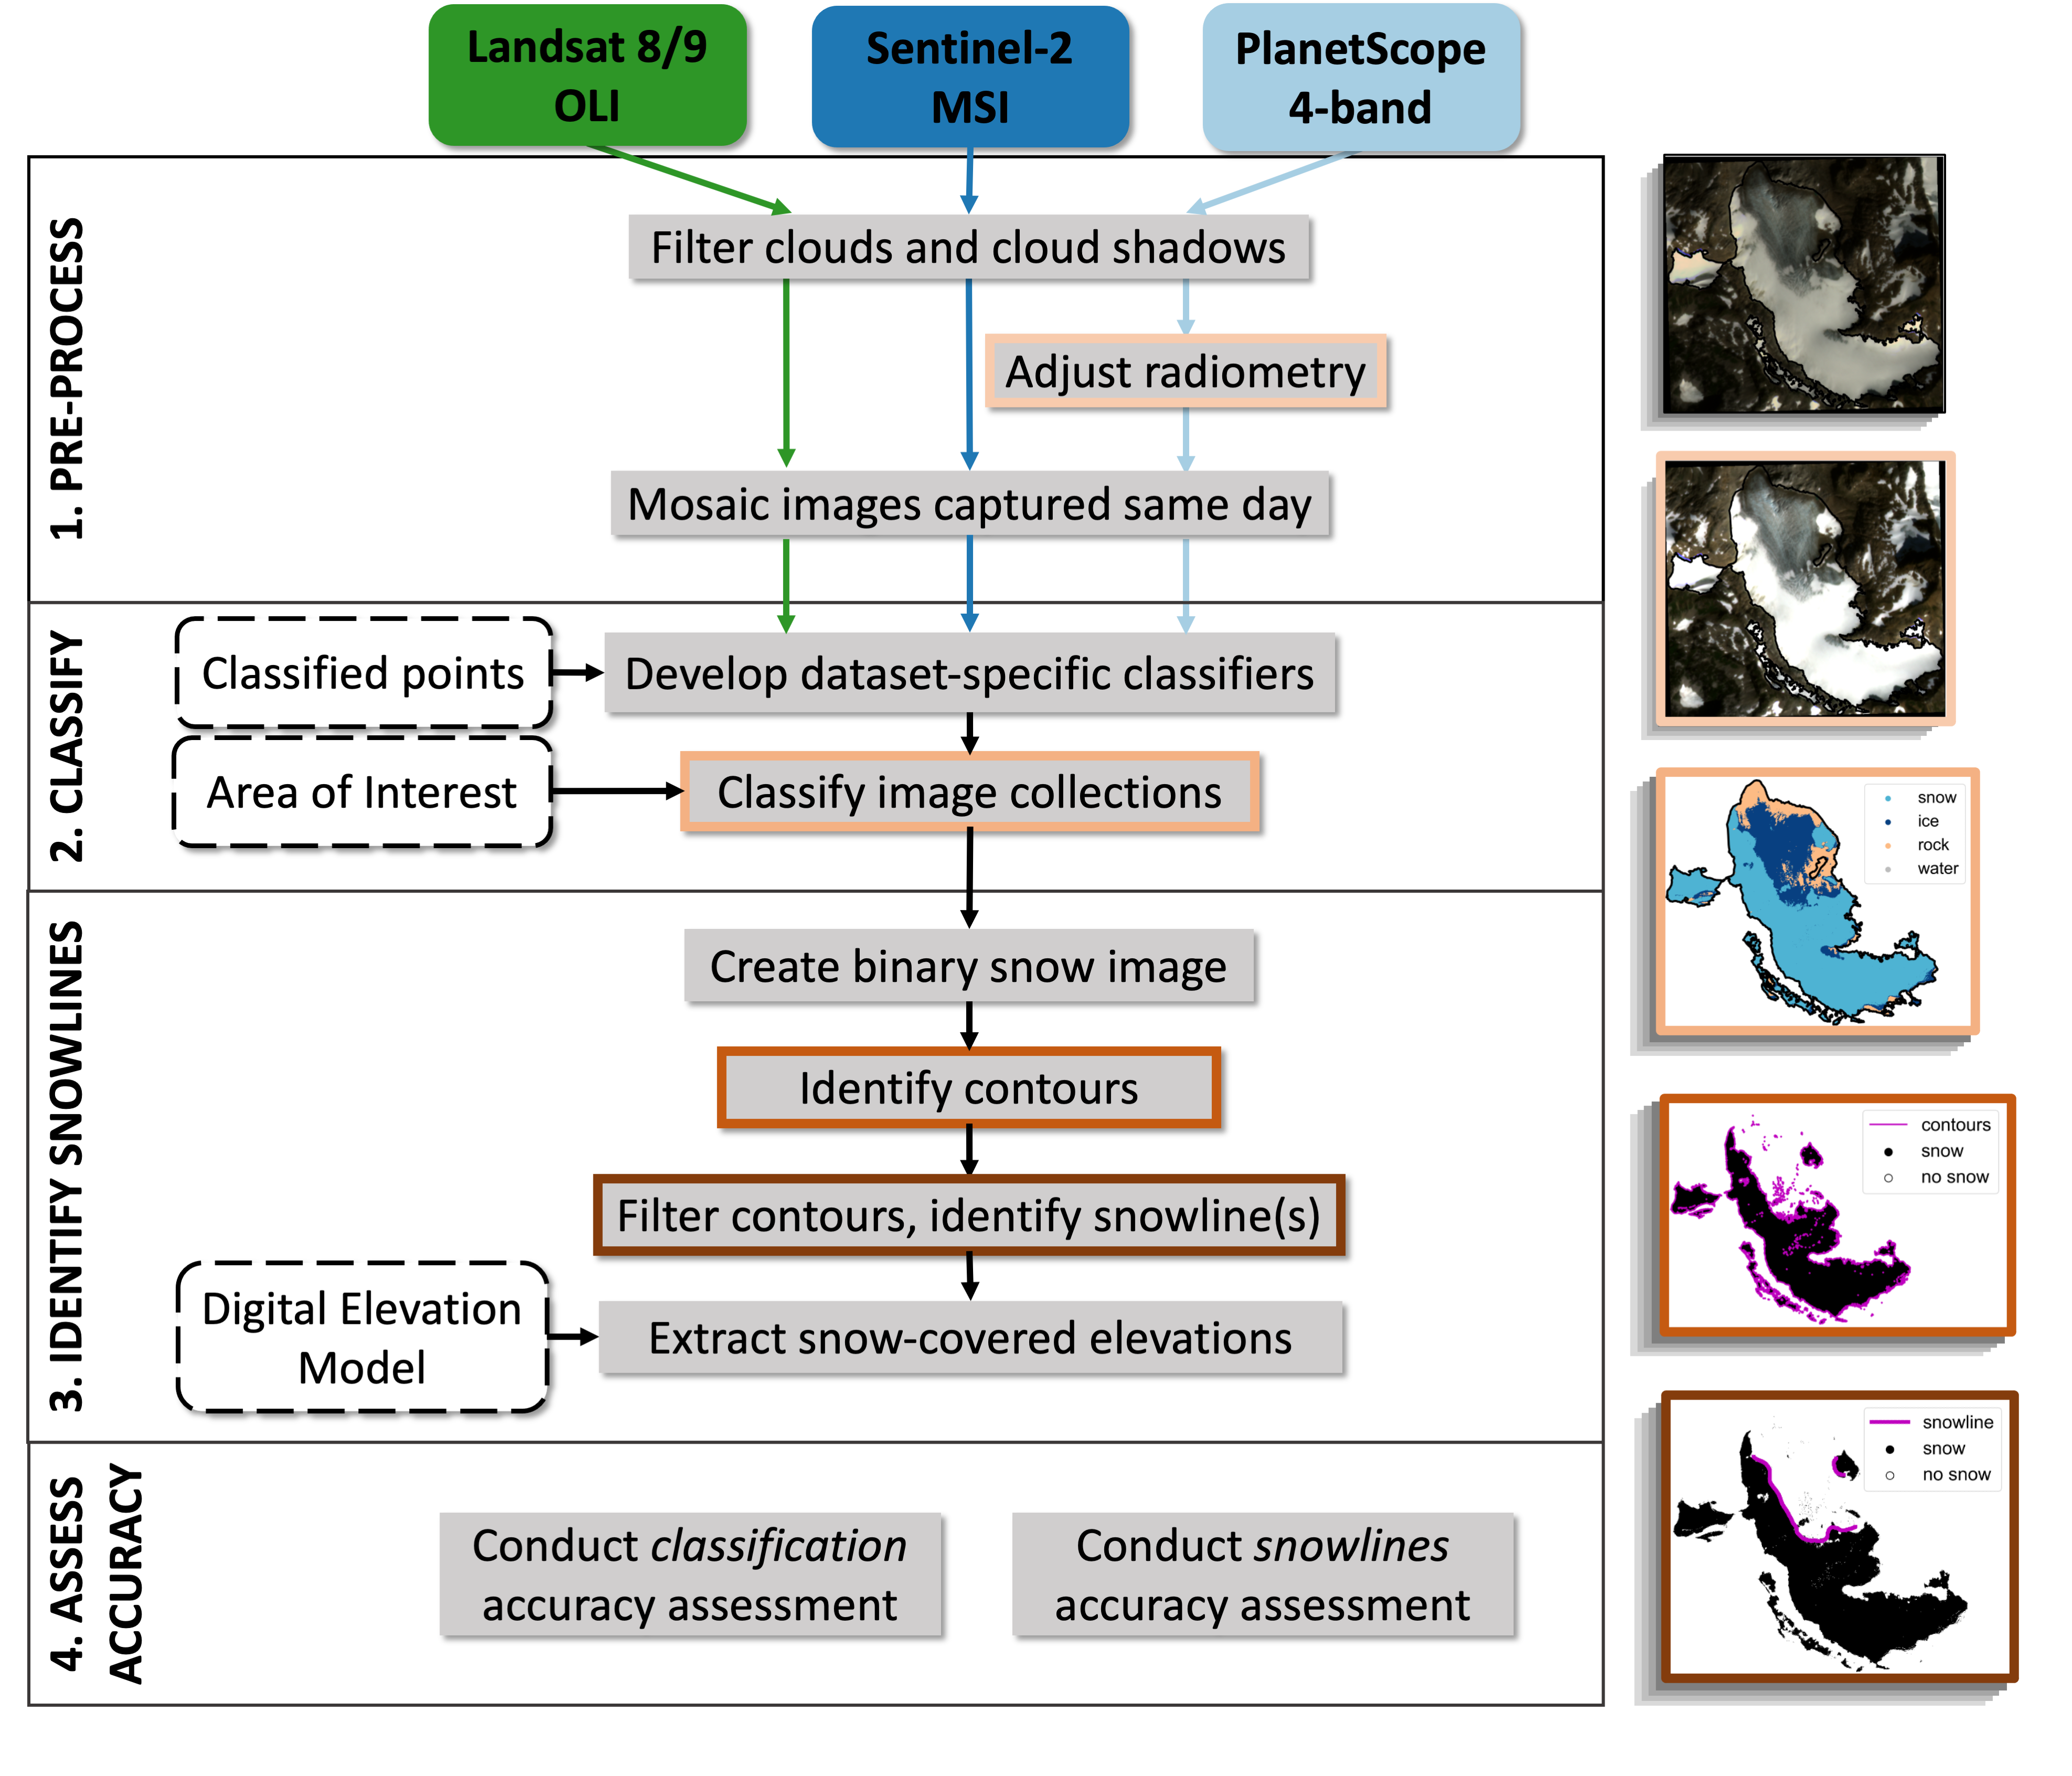 Landsat 8/9
OLI
Sentinel-2
MSI
PlanetScope
4-band
1. PRE-PROCESS
Filter clouds and cloud shadows
Adjust radiometry
Mosaic images captured same day
2. CLASSIFY
Classified points
Develop dataset-specific classifiers
Area of Interest
Classify image collections
snow
ice
rock
water
3. IDENTIFY SNOWLINES
Create binary snow image
Identify contours
Filter contours, identify snowline(s)
Digital Elevation
Model
Extract snow-covered elevations
contours
snow
no snow
4. ASSESS
ACCURACY
Conduct classification
accuracy assessment
Conduct snowlines
accuracy assessment
snowline
snow
no snow